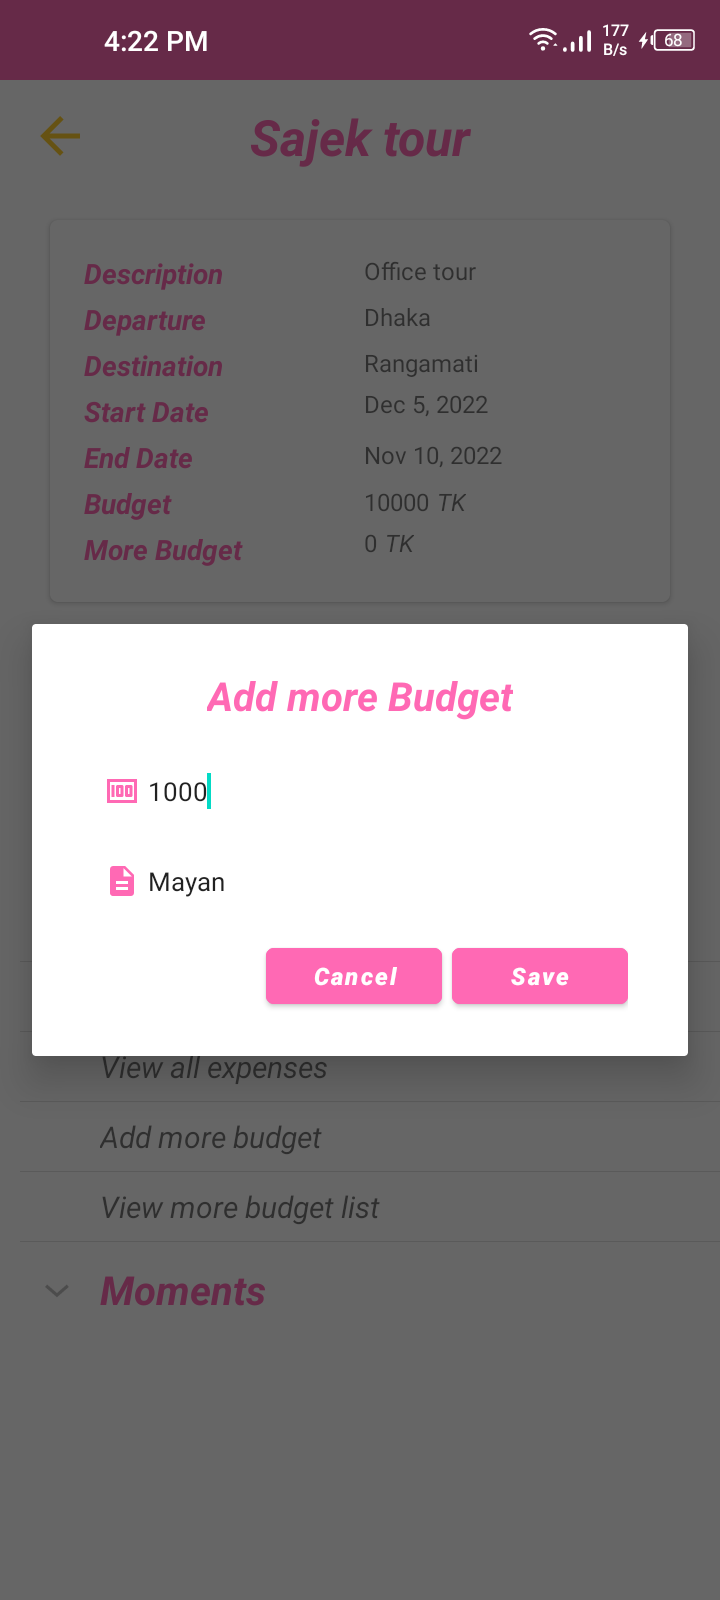 4:22 PM 177 B/s 68
Sajek tour
Description Office tour
Departure Dhaka
Destination Rangamati
Start Date Dec 5, 2022
End Date Nov 10, 2022
Budget 10000 TK
More Budget 0 TK
Add more Budget
100 1000
Mayan
Cancel Save
View all expenses
Add more budget
View more budget list
Moments